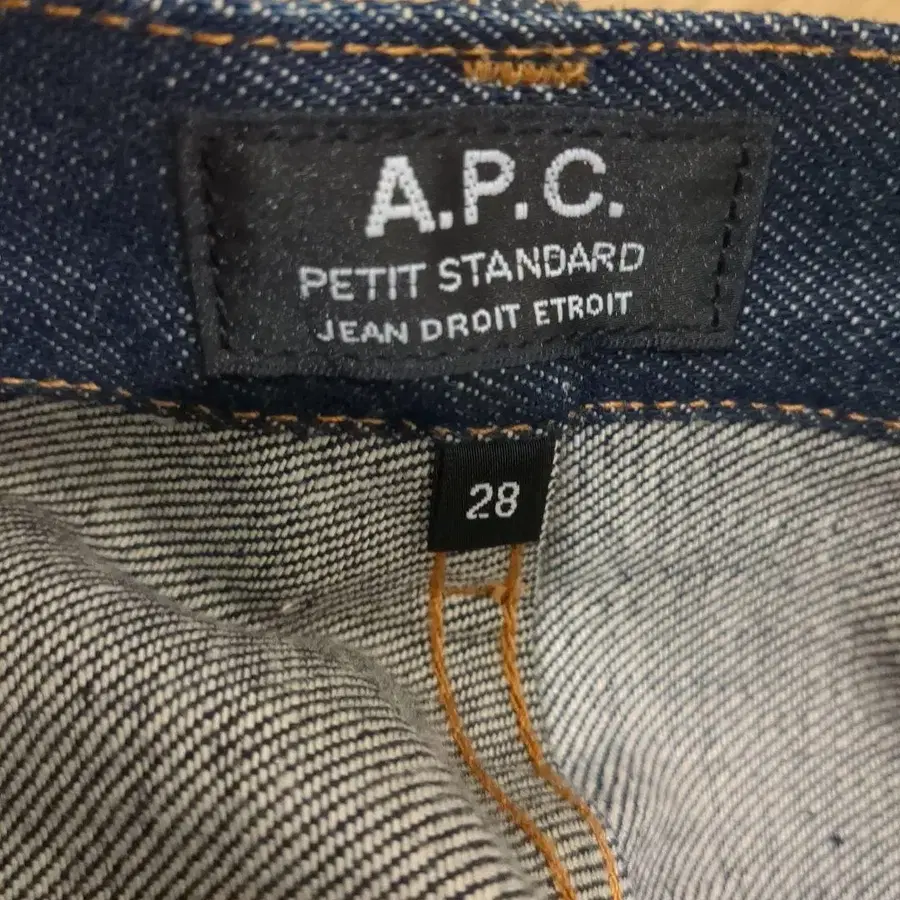 A.P.C.
PETIT STANDARD
JEAN DROIT ETROIT
28